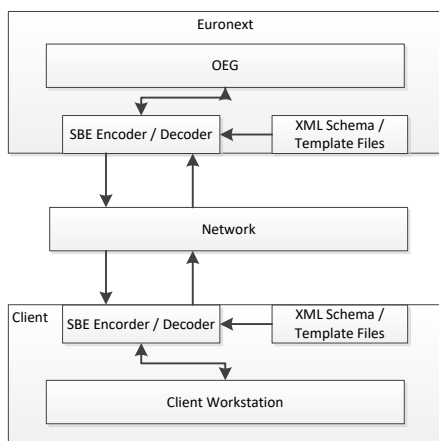 Euronext
OEG
SBE Encoder / Decoder
XML Schema /
Template Files
Network
Client
SBE Encorder / Decoder
XML Schema /
Template Files
Client Workstation